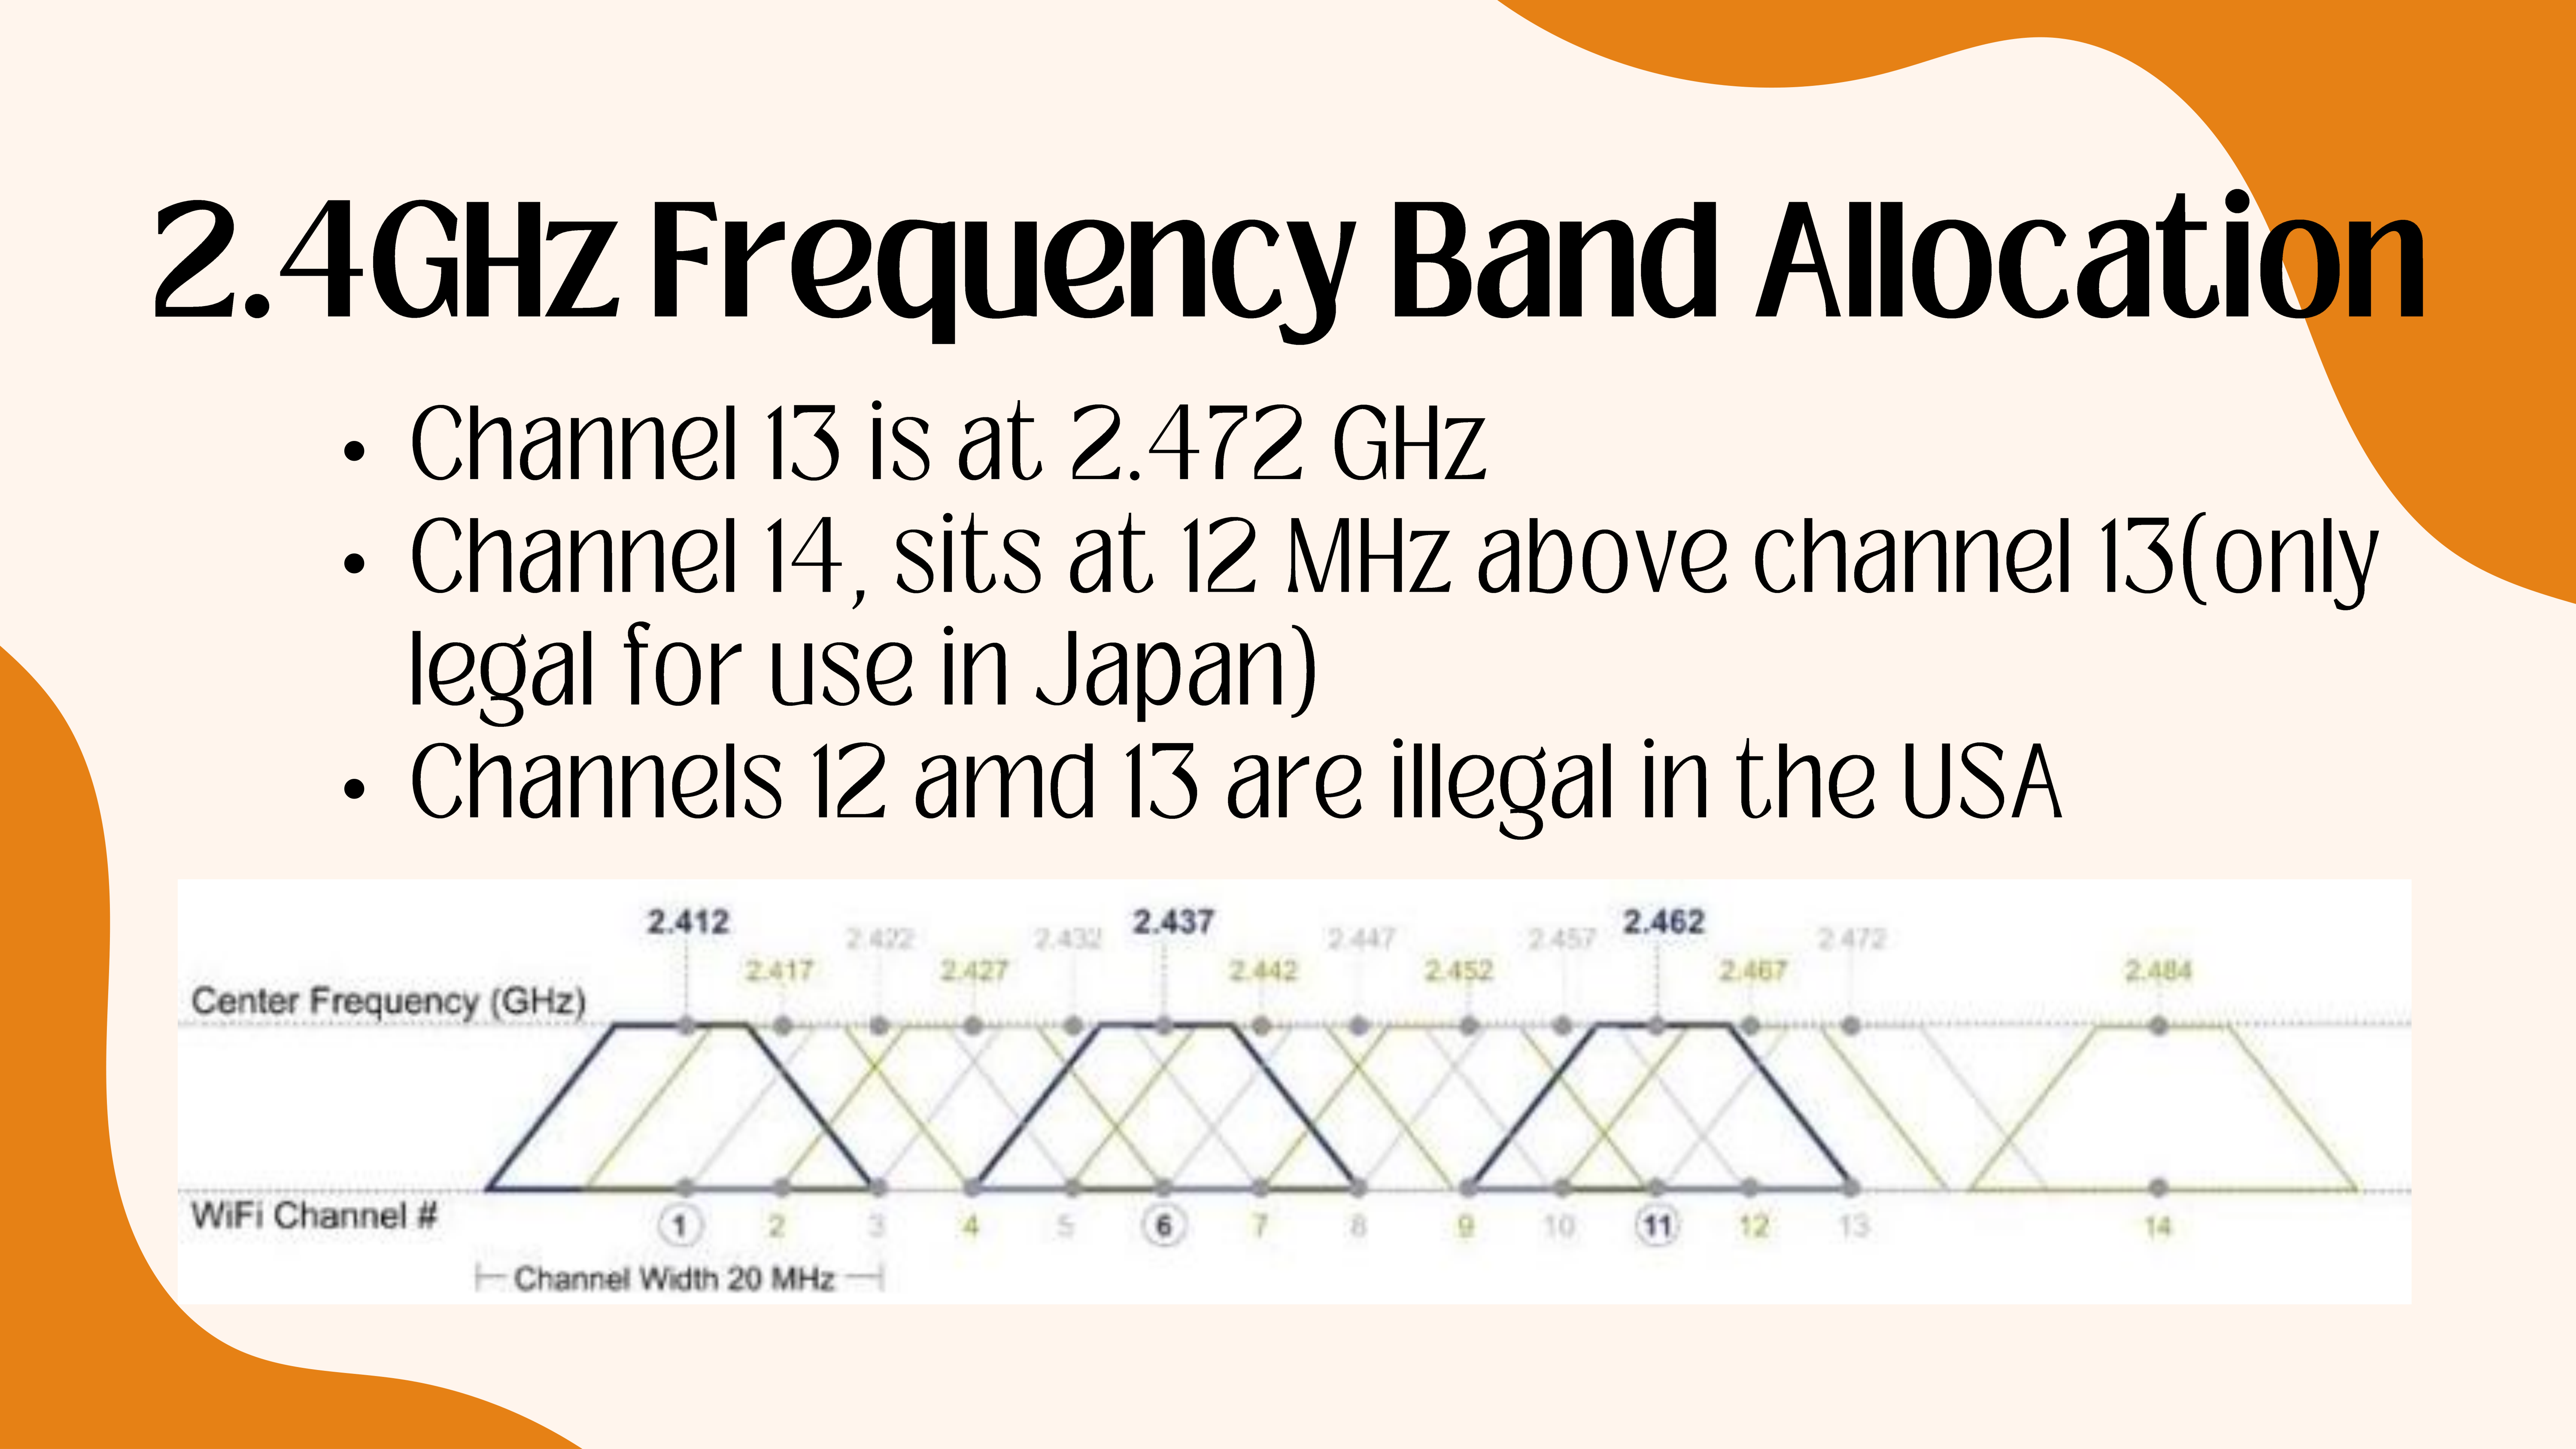 2.4GHz Frequency Band Allocation
• Channel 13 is at 2.472 GHz
• Channel 14, sits at 12 MHz above channel 13(only
legal for use in Japan)
• Channels 12 amd 13 are illegal in the USA
2.412 2.437 2.462
2.422 2.432 2.447 2.457 2.472
2.417 2.427 2.442 2.452 2.467 2.484
Center Frequency (GHz)
WiFi Channel #
1 2 3 4 5 6 7 8 9 10 11 12 13 14
Channel Width 20 MHz